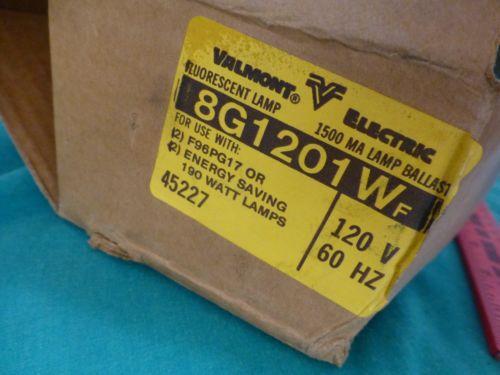 VALMONT® ELECTRIC
FLUORESCENT LAMP 1500 MA LAMP BALLAST
8G1201WF
FOR USE WITH:
(2) F96PG17 OR
(2) ENERGY SAVING
190 WATT LAMPS
45227
120 V
60 HZ